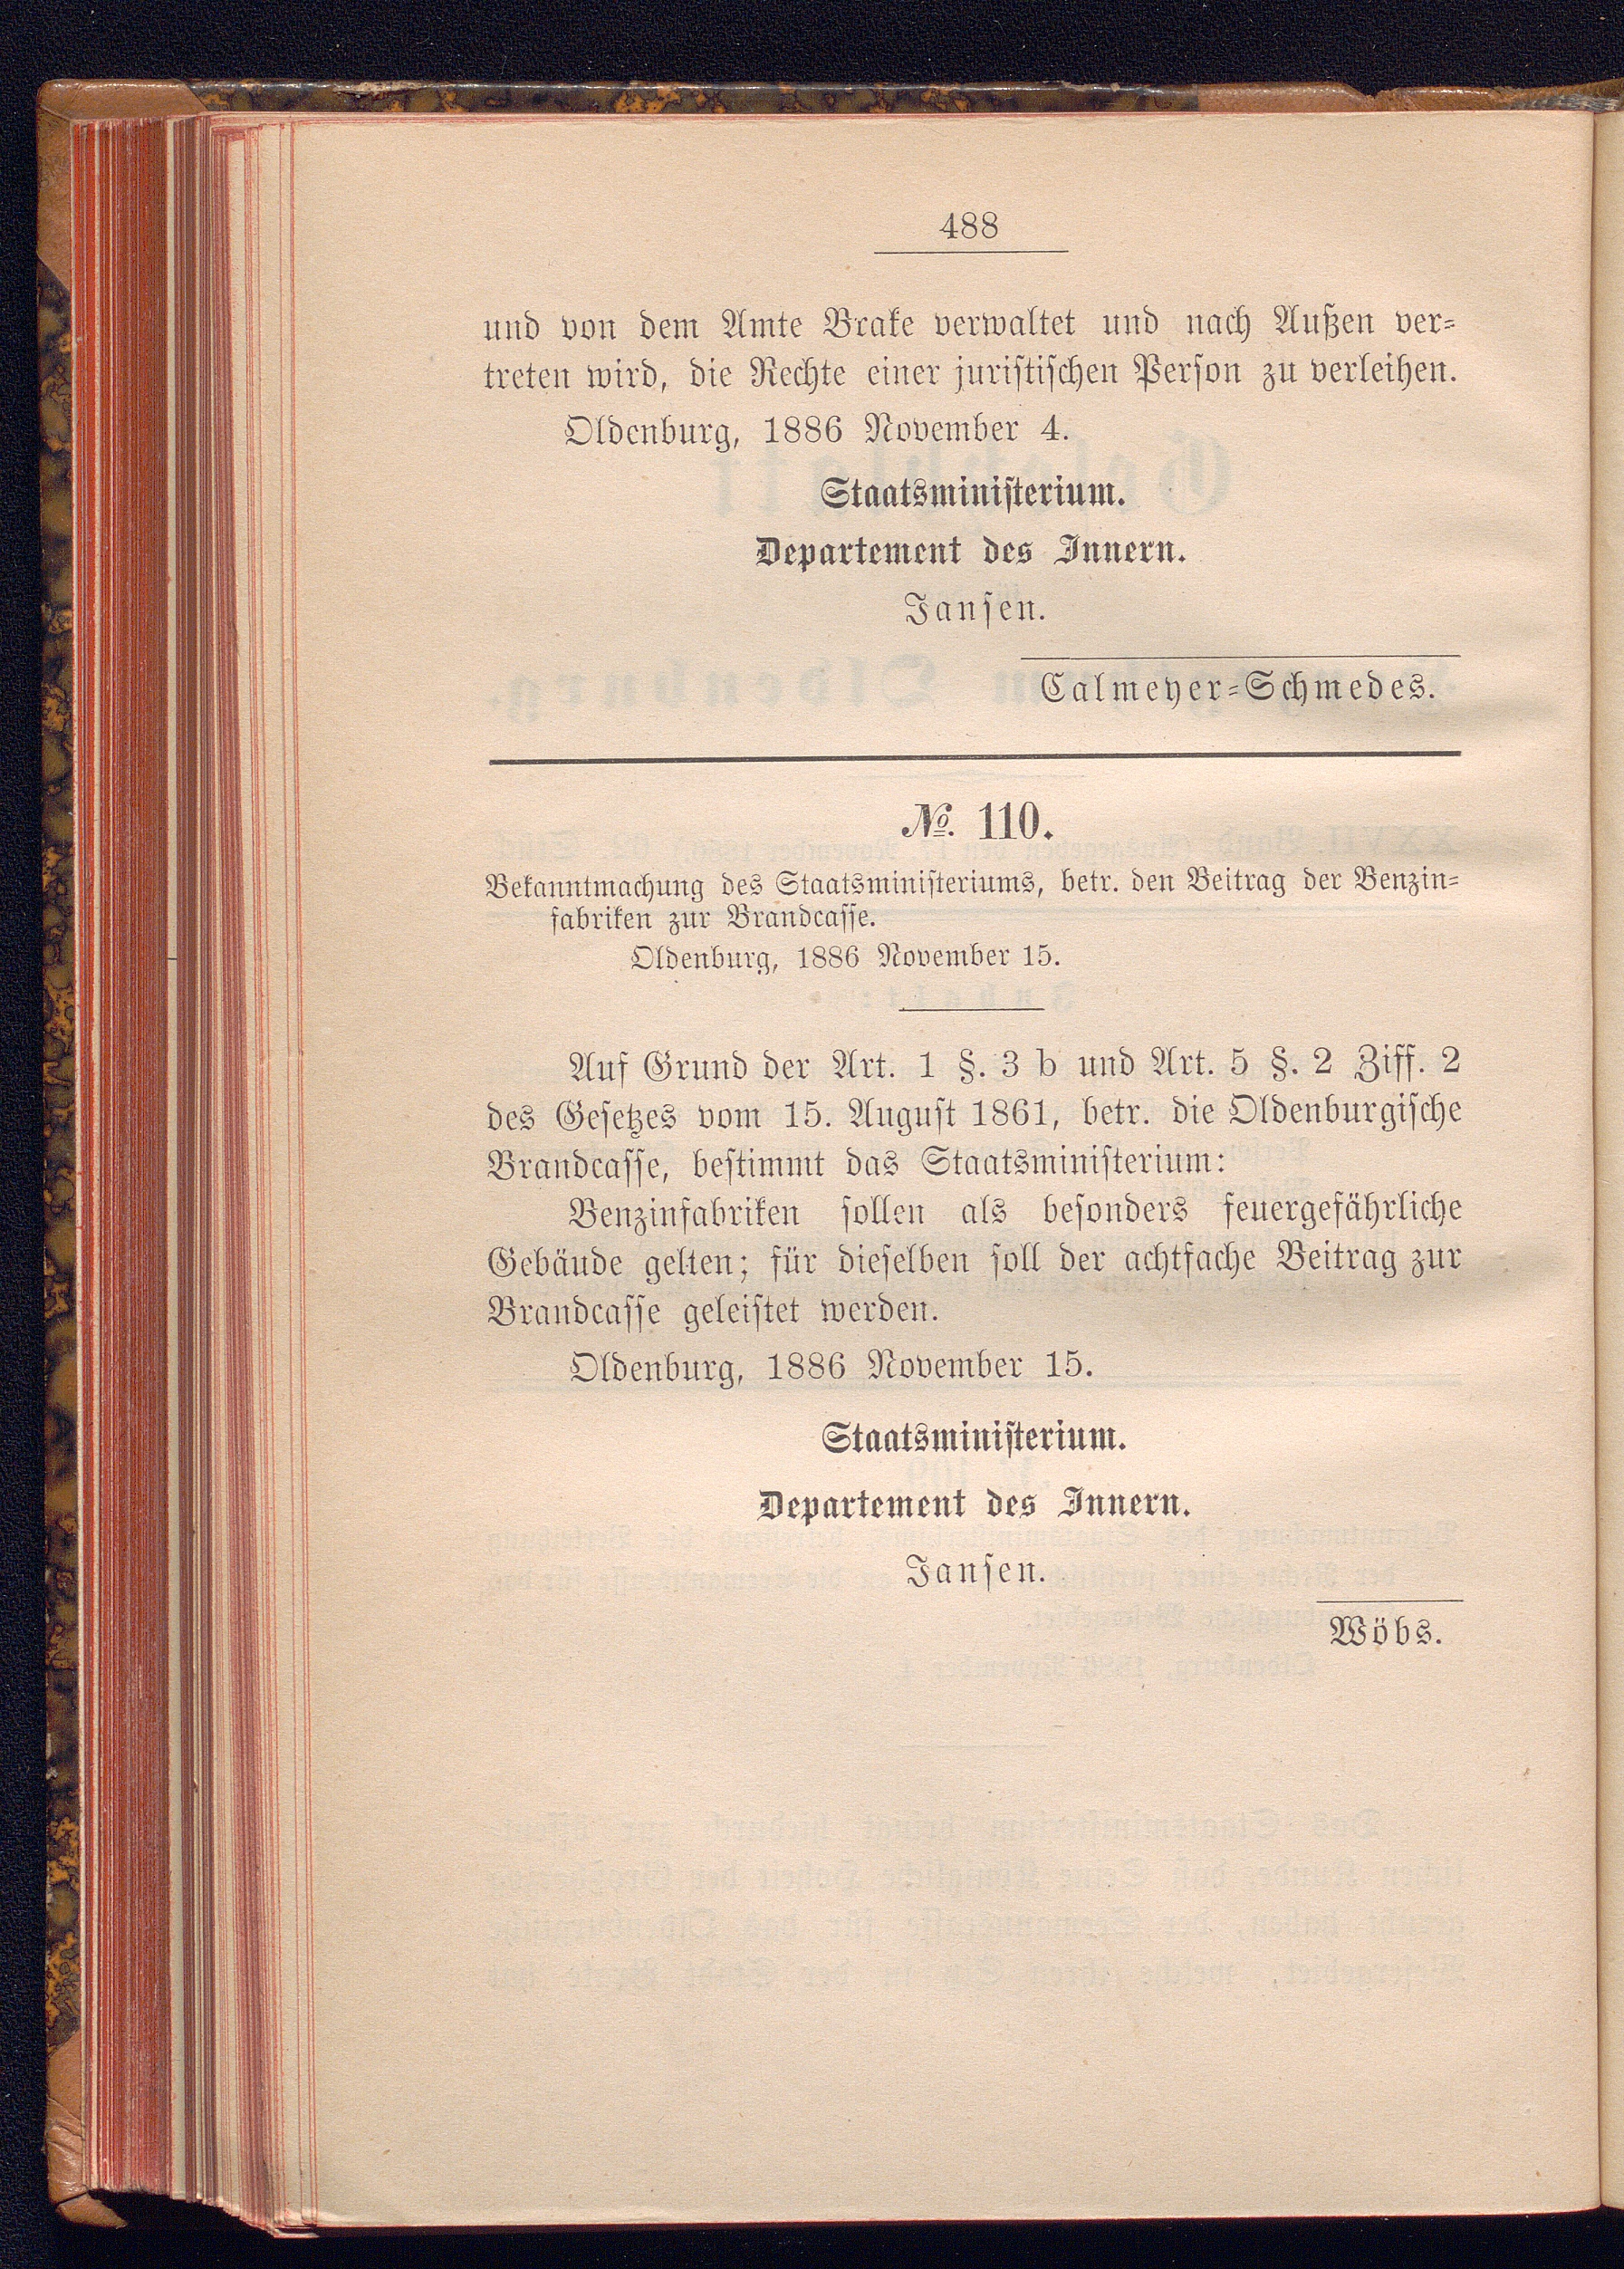 488
und von dem Amte Brake verwaltet und nach Außen ver-
treten wird, die Rechte einer juristischen Person zu verleihen.
Oldenburg, 1886 November 4.
Staatsministerium.
Departement des Innern.
Jansen.
Calmeyer-Schmedes.
№. 110.
Bekanntmachung des Staatsministeriums, betr. den Beitrag der Benzin-
fabriken zur Brandcasse.
Oldenburg, 1886 November 15.
Auf Grund der Art. 1 §. 3 b und Art. 5 §. 2 Ziff. 2
des Gesetzes vom 15. August 1861, betr. die Oldenburgische
Brandcasse, bestimmt das Staatsministerium:
Benzinfabriken sollen als besonders feuergefährliche
Gebäude gelten; für dieselben soll der achtfache Beitrag zur
Brandcasse geleistet werden.
Oldenburg, 1886 November 15.
Staatsministerium.
Departement des Innern.
Jansen.
Wöbs.